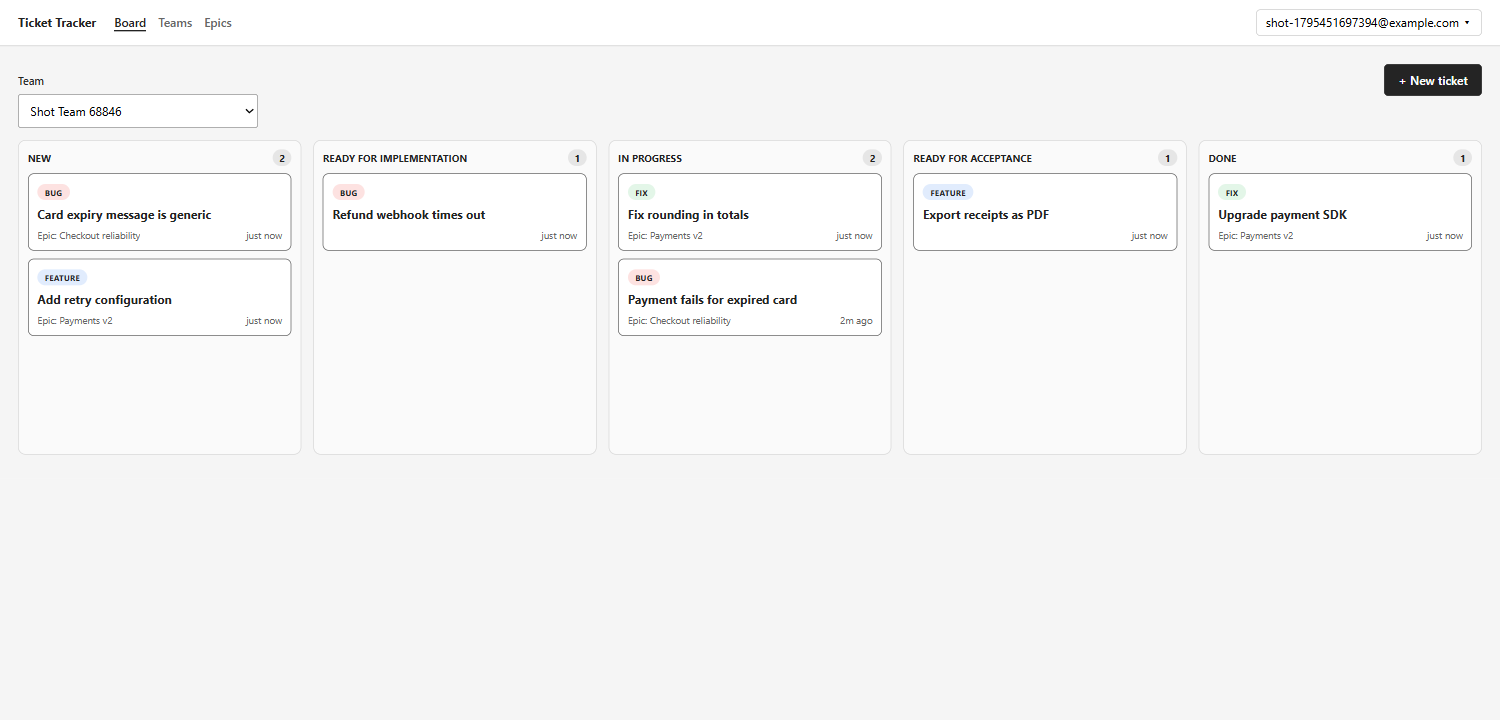 Ticket Tracker Board Teams Epics shot-1795451697394@example.com
Team
+ New ticket
Shot Team 68846
NEW 2
BUG
Card expiry message is generic
Epic: Checkout reliability just now
FEATURE
Add retry configuration
Epic: Payments v2 just now
READY FOR IMPLEMENTATION 1
BUG
Refund webhook times out
just now
IN PROGRESS 2
FIX
Fix rounding in totals
Epic: Payments v2 just now
BUG
Payment fails for expired card
Epic: Checkout reliability 2m ago
READY FOR ACCEPTANCE 1
FEATURE
Export receipts as PDF
just now
DONE 1
FIX
Upgrade payment SDK
Epic: Payments v2 just now